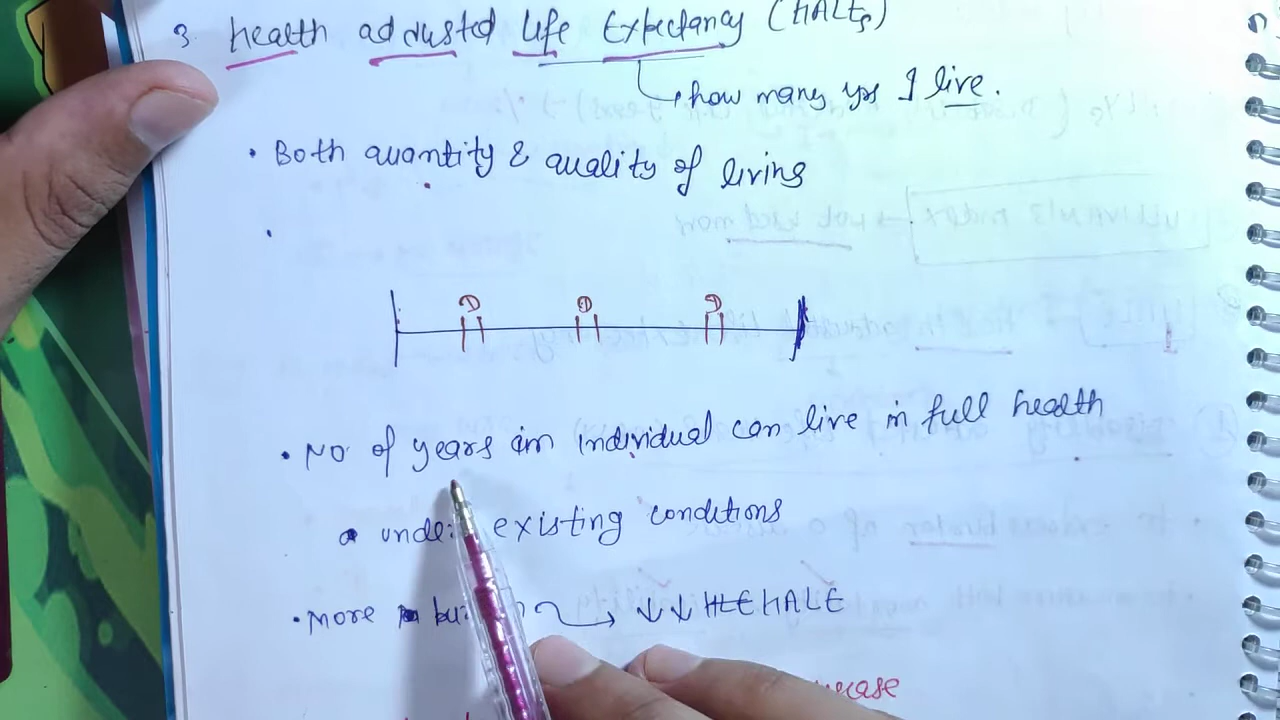 3 Health adjusted Life Expectancy (HALE)
how many yrs I live.
• Both quantity & quality of living
D D D
• No of years an individual can live in full health
under existing conditions
• More ↓↓ HALE